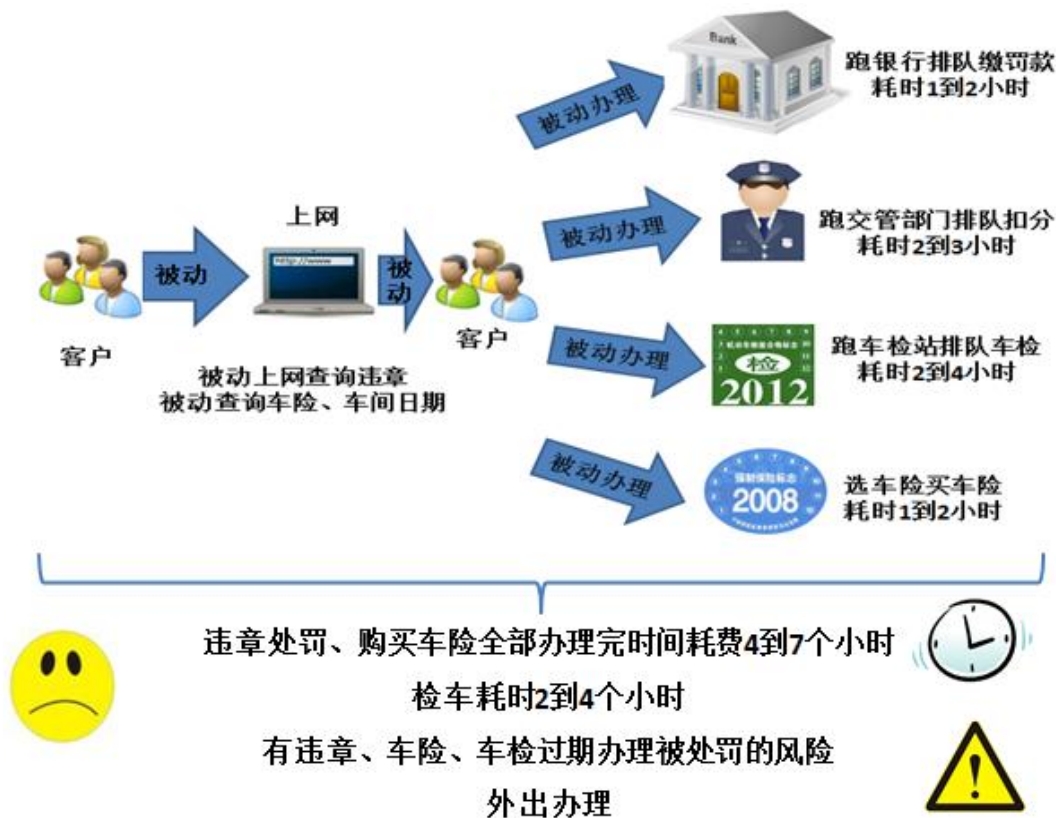 Bank
跑银行排队缴罚款
耗时1到2小时
被动办理
跑交管部门排队扣分
耗时2到3小时
被动办理
上网
http://www
被动
被动
客户
客户
被动上网查询违章
被动查询车险、车间日期
被动办理
检
2012
跑车检站排队车检
耗时2到4小时
被动办理
强制保险标志
2008
选车险买车险
耗时1到2小时
违章处罚、购买车险全部办理完时间耗费4到7个小时
检车耗时2到4个小时
有违章、车险、车检过期办理被处罚的风险
外出办理